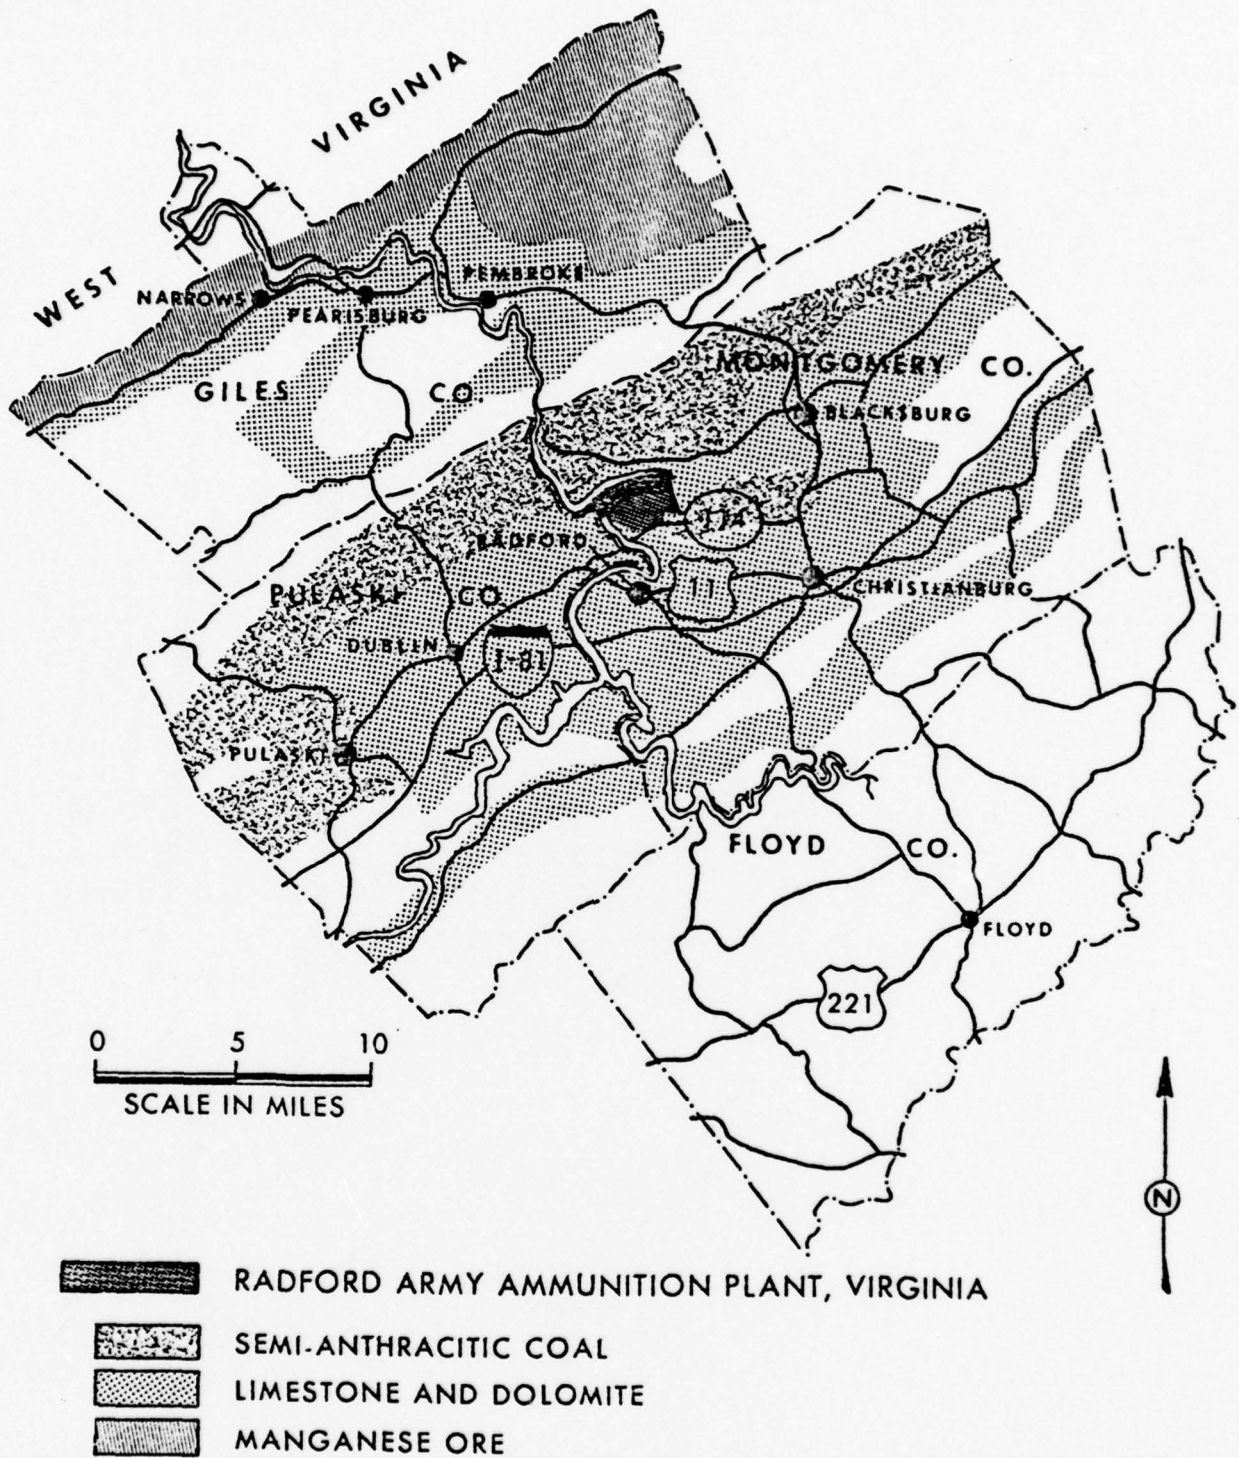 WEST VIRGINIA
NARROWS
PEARISBURG
PEMBROKE
GILES CO.
MONTGOMERY CO.
BLACKSBURG
114
RADFORD
11
CHRISTIANBURG
PULASKI CO.
DUBLIN
I-81
PULASKI
FLOYD CO.
FLOYD
221
0 5 10
SCALE IN MILES
N
RADFORD ARMY AMMUNITION PLANT, VIRGINIA
SEMI-ANTHRACITIC COAL
LIMESTONE AND DOLOMITE
MANGANESE ORE